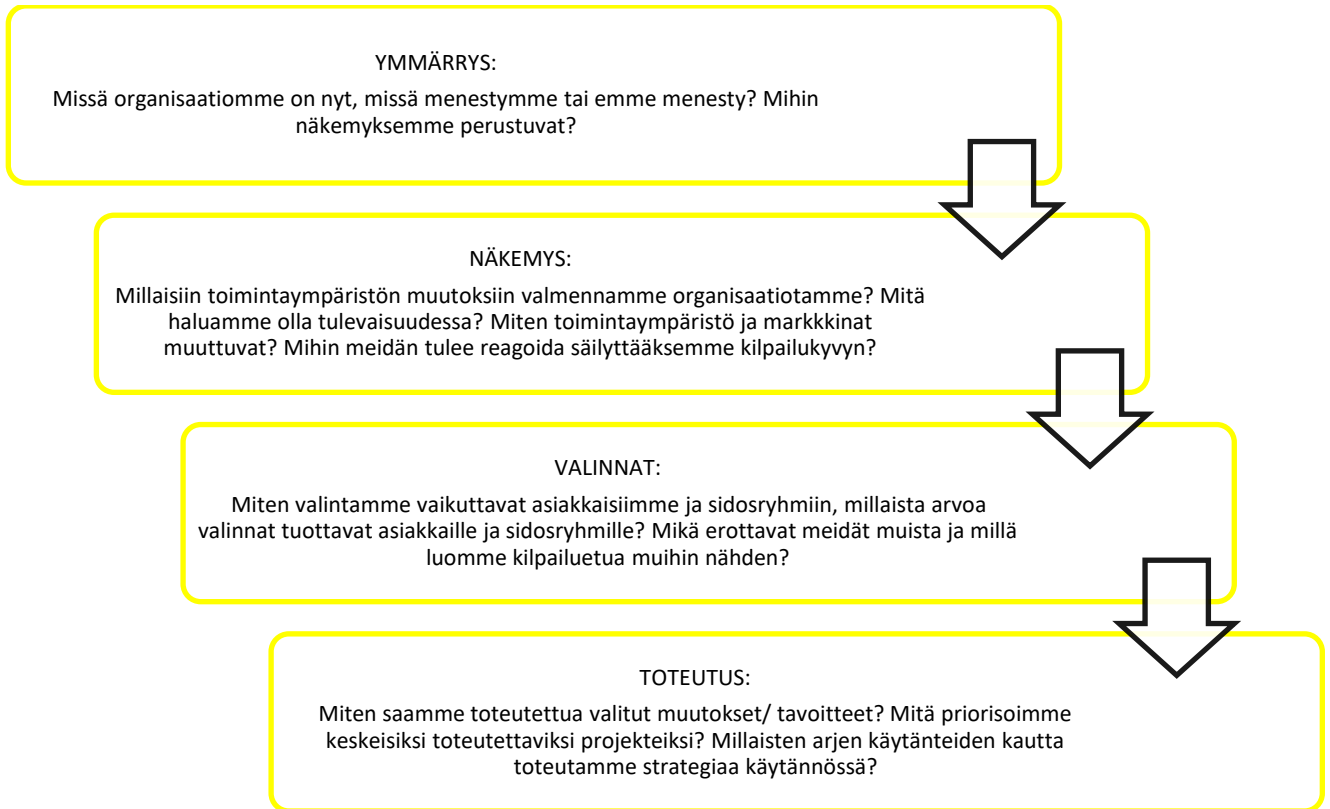 YMMÄRRYS:
Missä organisaatiomme on nyt, missä menestymme tai emme menesty? Mihin
näkemyksemme perustuvat?
NÄKEMYS:
Millaisiin toimintaympäristön muutoksiin valmennamme organisaatiotamme? Mitä
haluamme olla tulevaisuudessa? Miten toimintaympäristö ja markkkinat
muuttuvat? Mihin meidän tulee reagoida säilyttääksemme kilpailukyvyn?
VALINNAT:
Miten valintamme vaikuttavat asiakkaisiimme ja sidosryhmiin, millaista arvoa
valinnat tuottavat asiakkaille ja sidosryhmille? Mikä erottavat meidät muista ja millä
luomme kilpailuetua muihin nähden?
TOTEUTUS:
Miten saamme toteutettua valitut muutokset/ tavoitteet? Mitä priorisoimme
keskeisiksi toteutettaviksi projekteiksi? Millaisten arjen käytänteiden kautta
toteutamme strategiaa käytännössä?